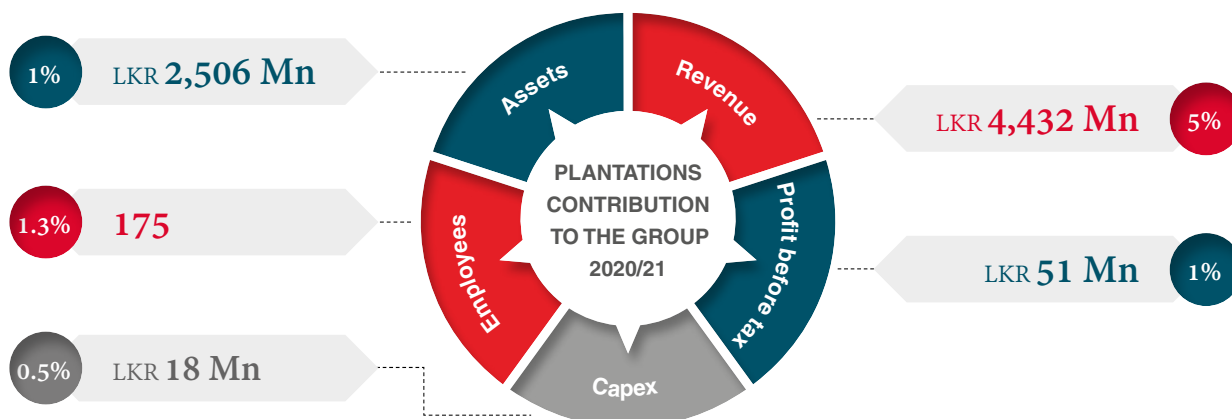 1%
LKR 2,506 Mn
1.3%
175
0.5%
LKR 18 Mn
Assets
Revenue
Employees
Profit before tax
Capex
PLANTATIONS
CONTRIBUTION
TO THE GROUP
2020/21
LKR 4,432 Mn
5%
LKR 51 Mn
1%